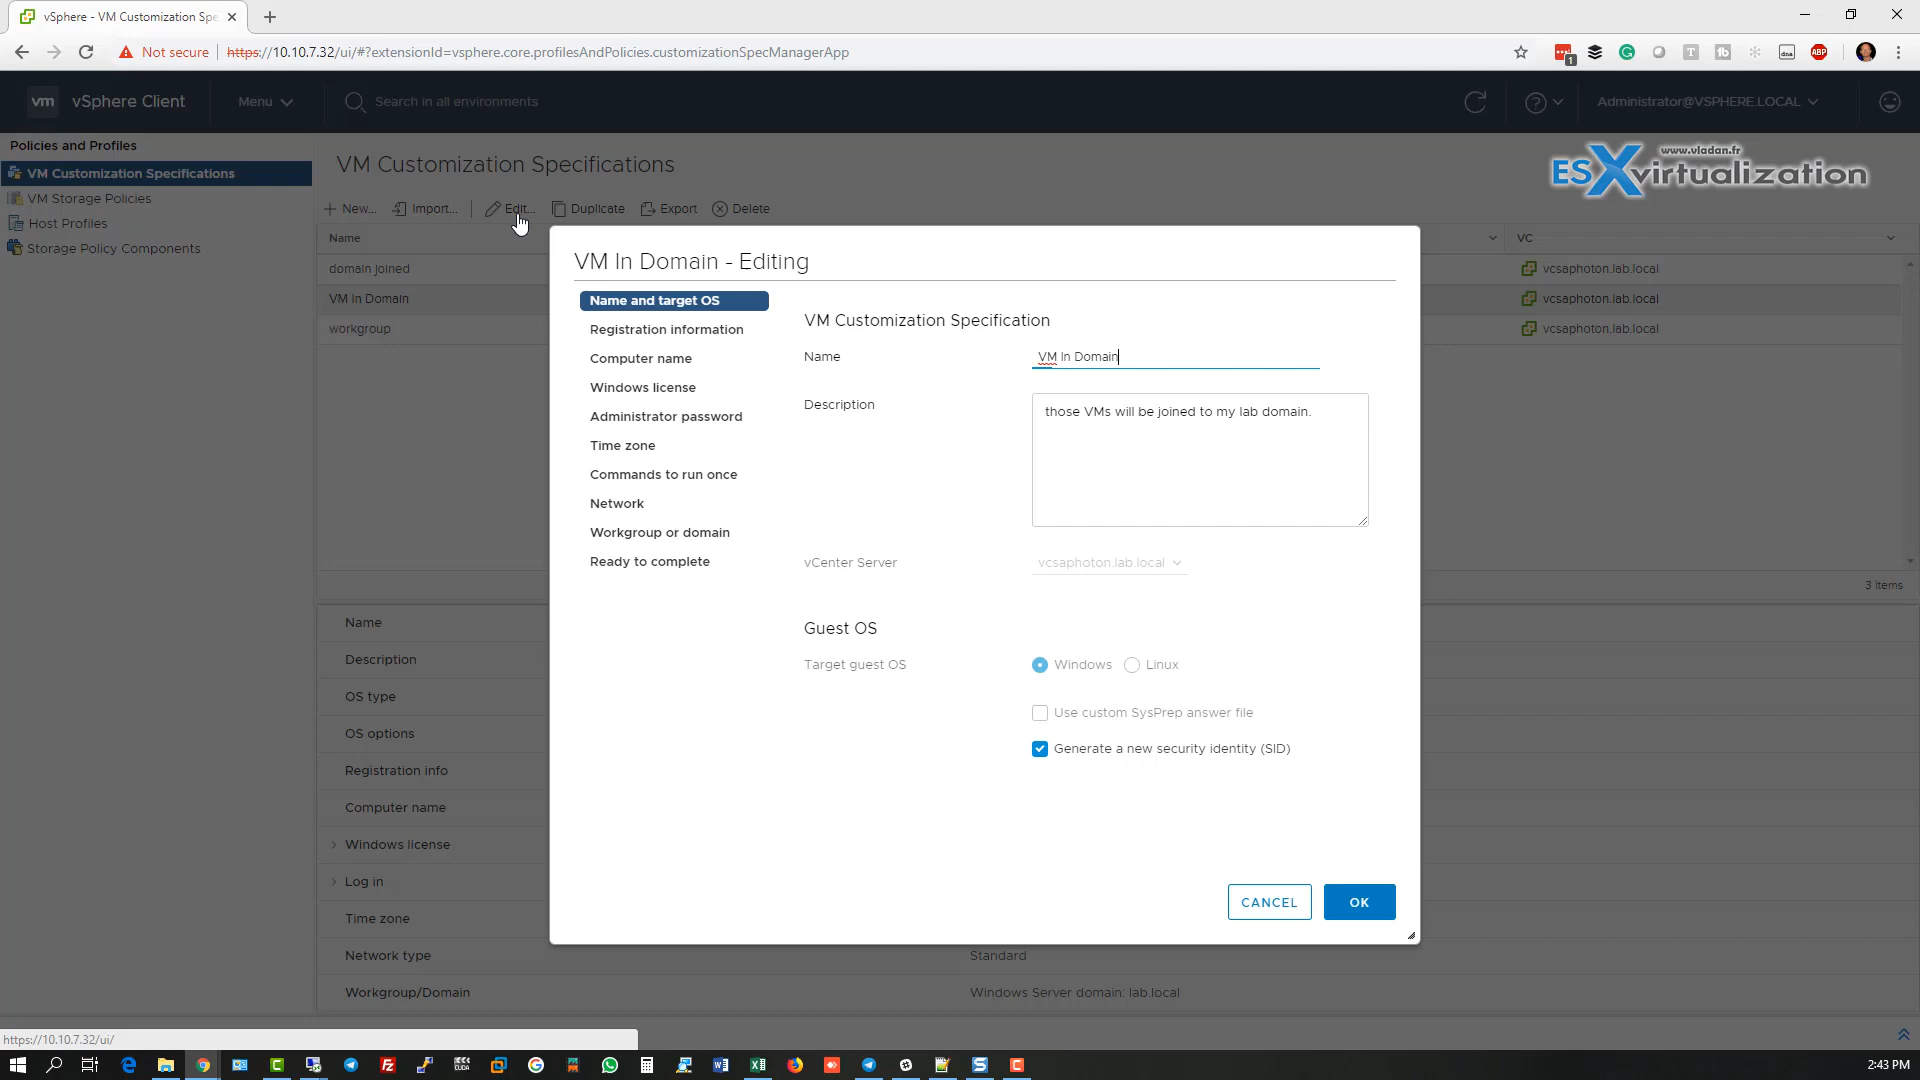 vSphere - VM Customization Spe
Not secure
https://10.10.7.32/ui/#?extensionId=vsphere.core.profilesAndPolicies.customizationSpecManagerApp
1
T
tb
dna
ABP
vm
vSphere Client
Menu
Search in all environments
Administrator@VSPHERE.LOCAL
Policies and Profiles
VM Customization Specifications
VM Storage Policies
Host Profiles
Storage Policy Components
VM Customization Specifications
www.vladan.fr
ESXvirtualization
New...
Import...
Edit...
Duplicate
Export
Delete
Name
VC
domain joined
vcsaphoton.lab.local
VM In Domain
vcsaphoton.lab.local
workgroup
vcsaphoton.lab.local
3 items
VM In Domain - Editing
Name and target OS
Registration information
Computer name
Windows license
Administrator password
Time zone
Commands to run once
Network
Workgroup or domain
Ready to complete
VM Customization Specification
Name
VM In Domain
Description
those VMs will be joined to my lab domain.
vCenter Server
vcsaphoton.lab.local
Guest OS
Target guest OS
Windows
Linux
Use custom SysPrep answer file
Generate a new security identity (SID)
CANCEL
OK
Name
Description
OS type
OS options
Registration info
Computer name
Windows license
Log in
Time zone
Network type
Standard
Workgroup/Domain
Windows Server domain: lab.local
https://10.10.7.32/ui/
2:43 PM